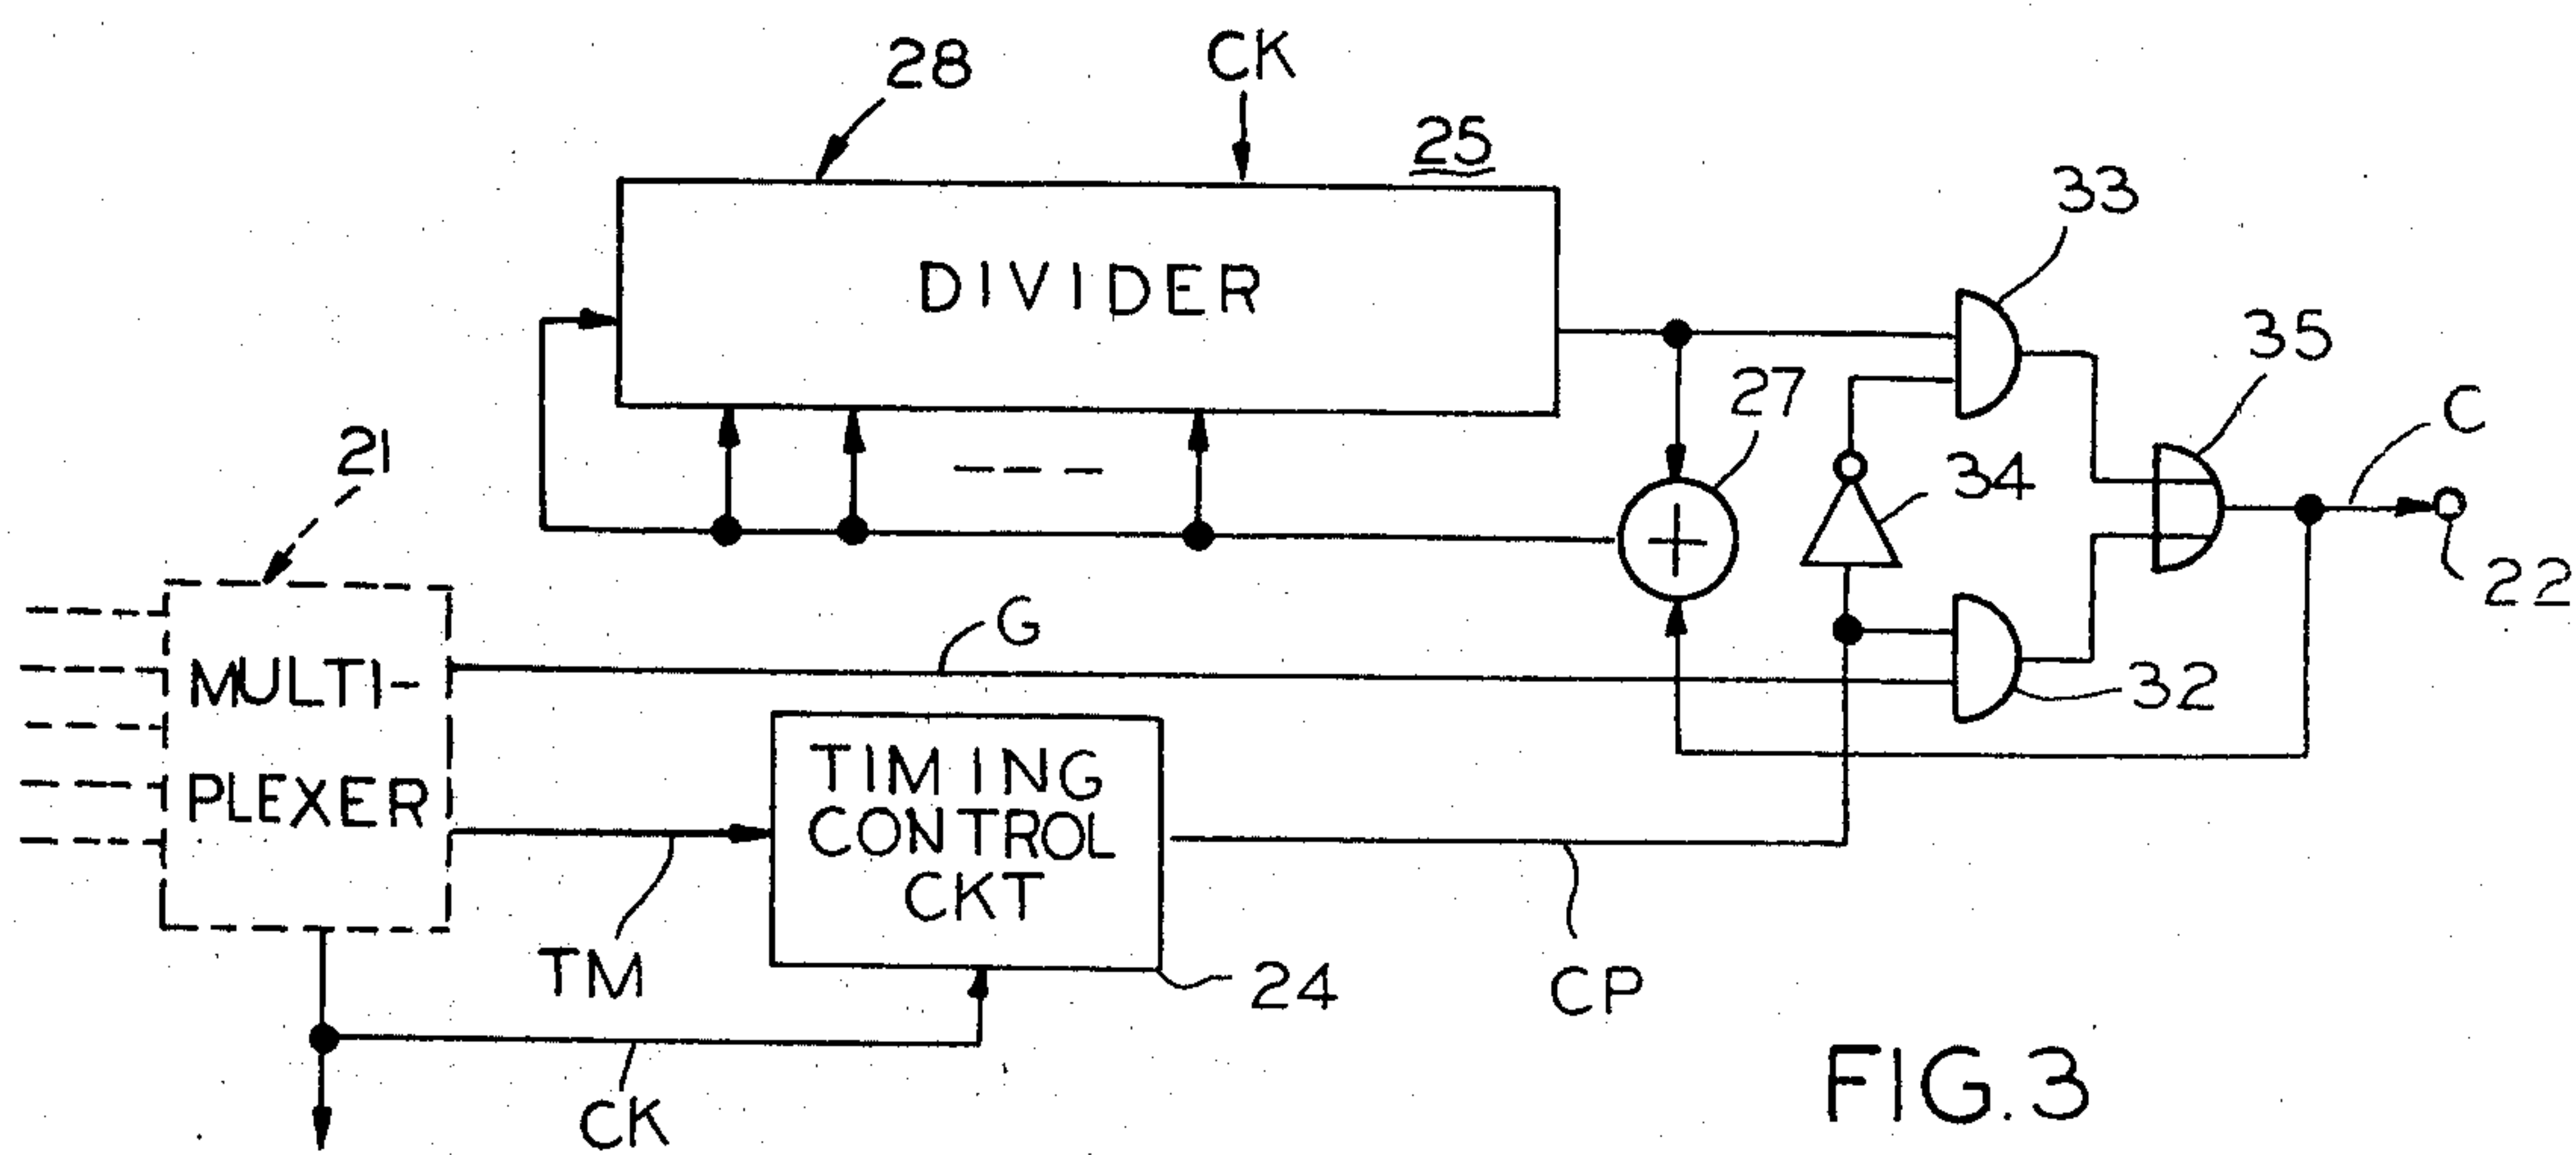 28
CK
25
DIVIDER
33
35
27
C
34
21
22
G
MULTI-
PLEXER
32
TIMING
CONTROL
CKT
TM
24
CP
CK
FIG. 3